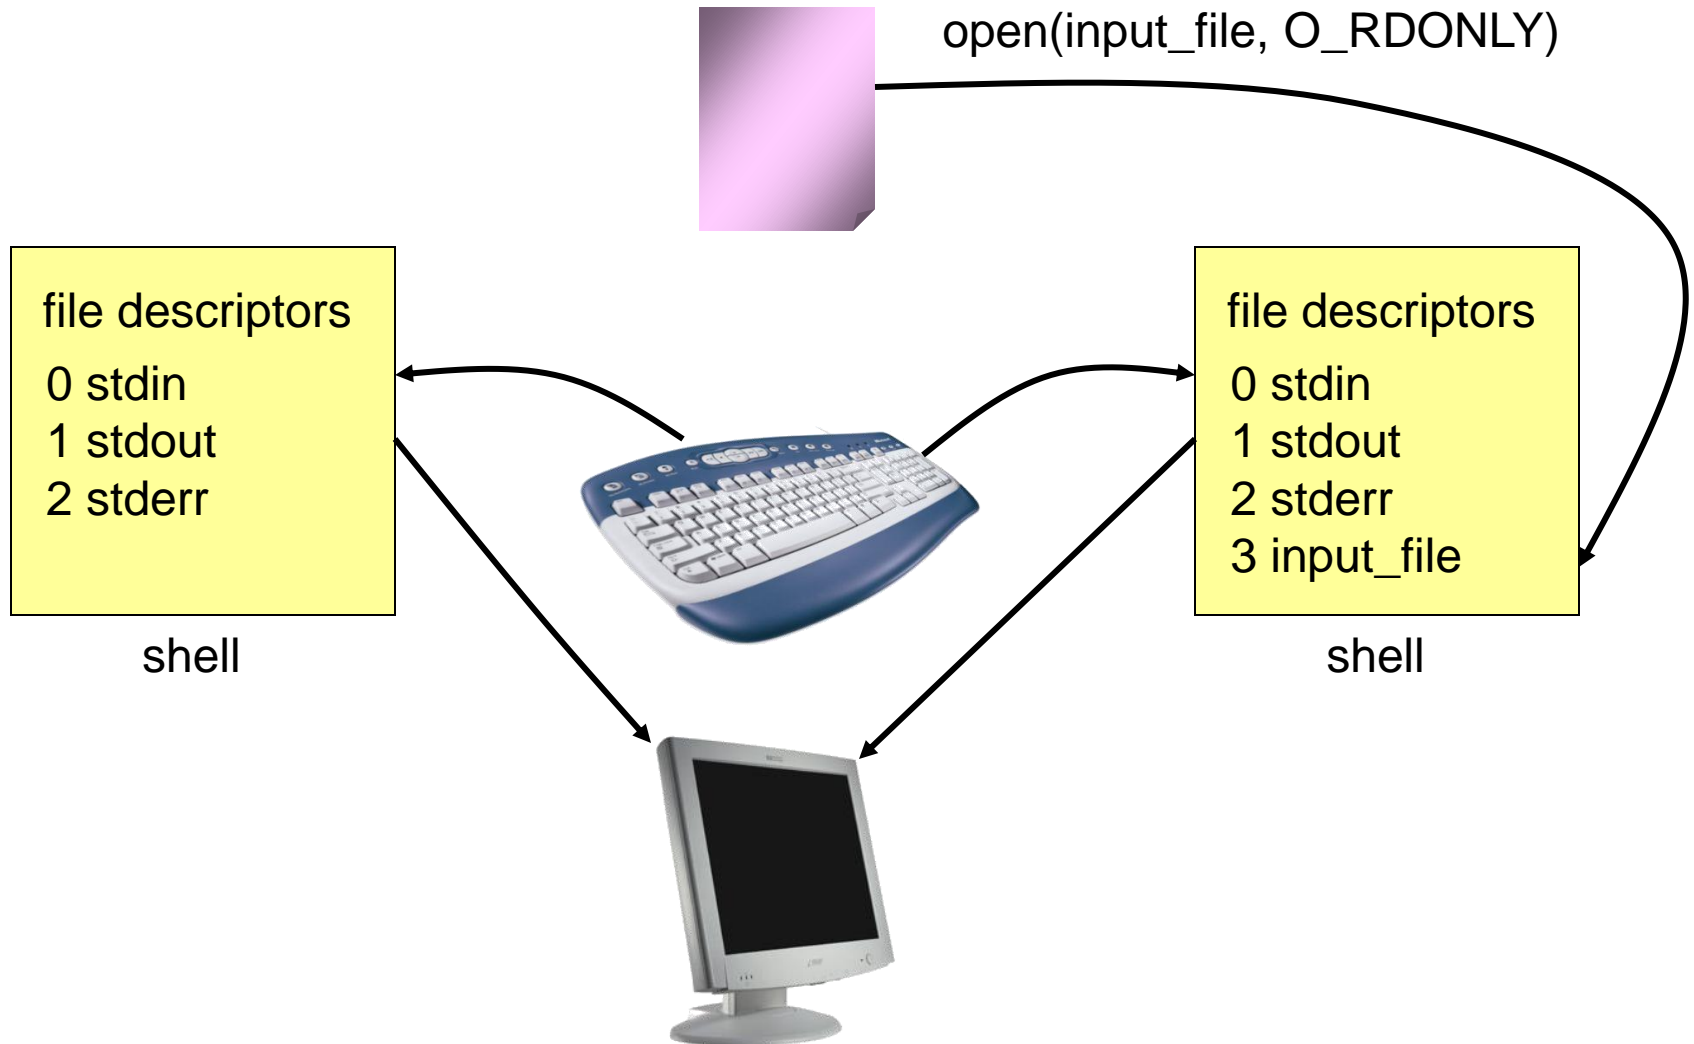 open(input_file, O_RDONLY)
file descriptors
0 stdin
1 stdout
2 stderr
shell
file descriptors
0 stdin
1 stdout
2 stderr
3 input_file
shell